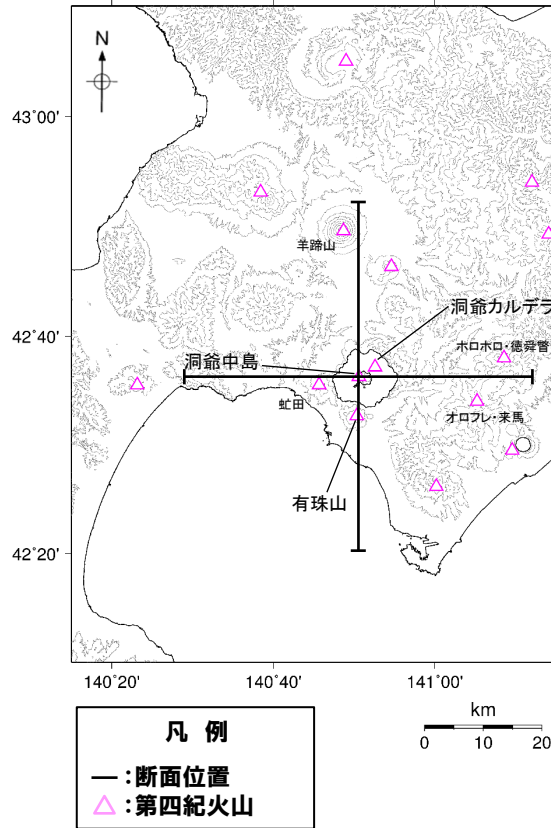 N
43°00'
羊蹄山
洞爺カルデラ
42°40'
ホロホロ・徳舜瞥
洞爺中島
虻田
オロフレ・来馬
有珠山
42°20'
140°20'
140°40'
141°00'
km
0 10 20
凡 例
―:断面位置
△:第四紀火山